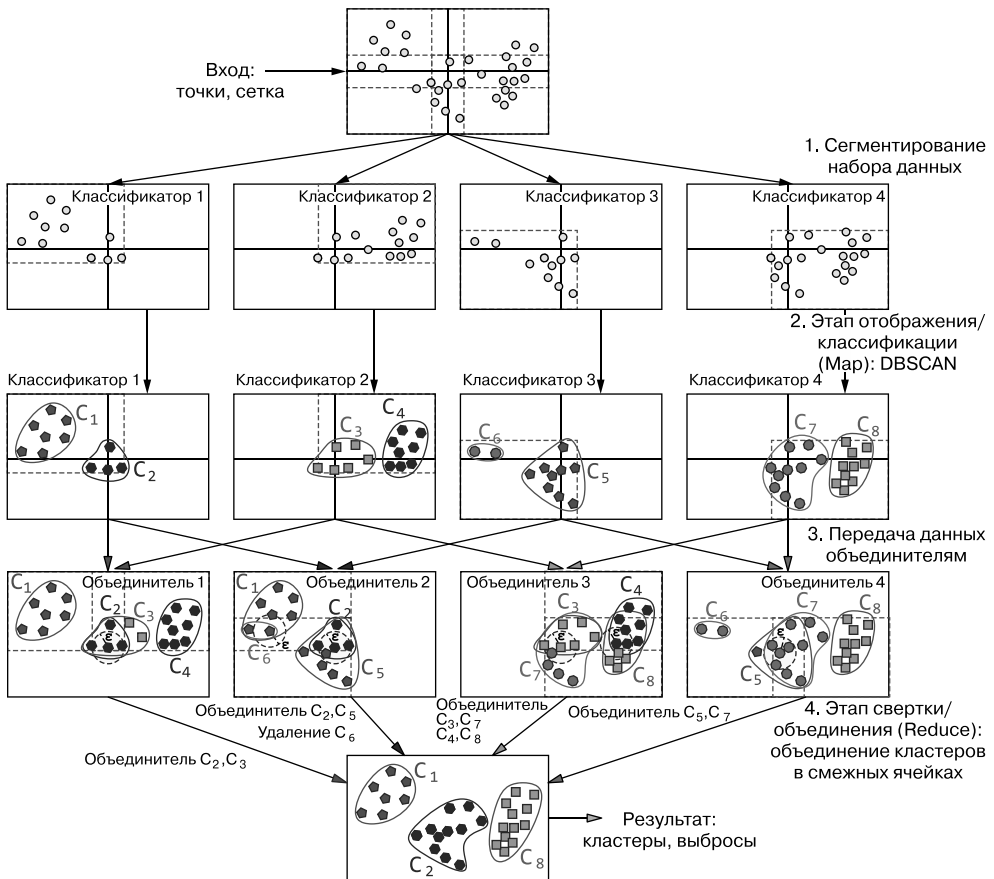 Вход:
точки, сетка
1. Сегментирование
набора данных
Классификатор 1
Классификатор 2
Классификатор 3
Классификатор 4
2. Этап отображения/
классификации
(Map): DBSCAN
Классификатор 1
Классификатор 2
Классификатор 3
Классификатор 4
C1
C2
C3
C4
C6
C5
C7
C8
3. Передача данных
объединителям
Объединитель 1
Объединитель 2
Объединитель 3
Объединитель 4
C1
C2
C3
ε
C4
C1
C2
C6
ε
ε
C5
C3
C4
ε
ε
C7
C8
C6
C7
C8
ε
C5
Объединитель C2,C5
Удаление C6
Объединитель
C3,C7
C4,C8
Объединитель C5,C7
4. Этап свертки/
объединения (Reduce):
объединение кластеров
в смежных ячейках
Объединитель C2,C3
C1
C2
C8
Результат:
кластеры, выбросы